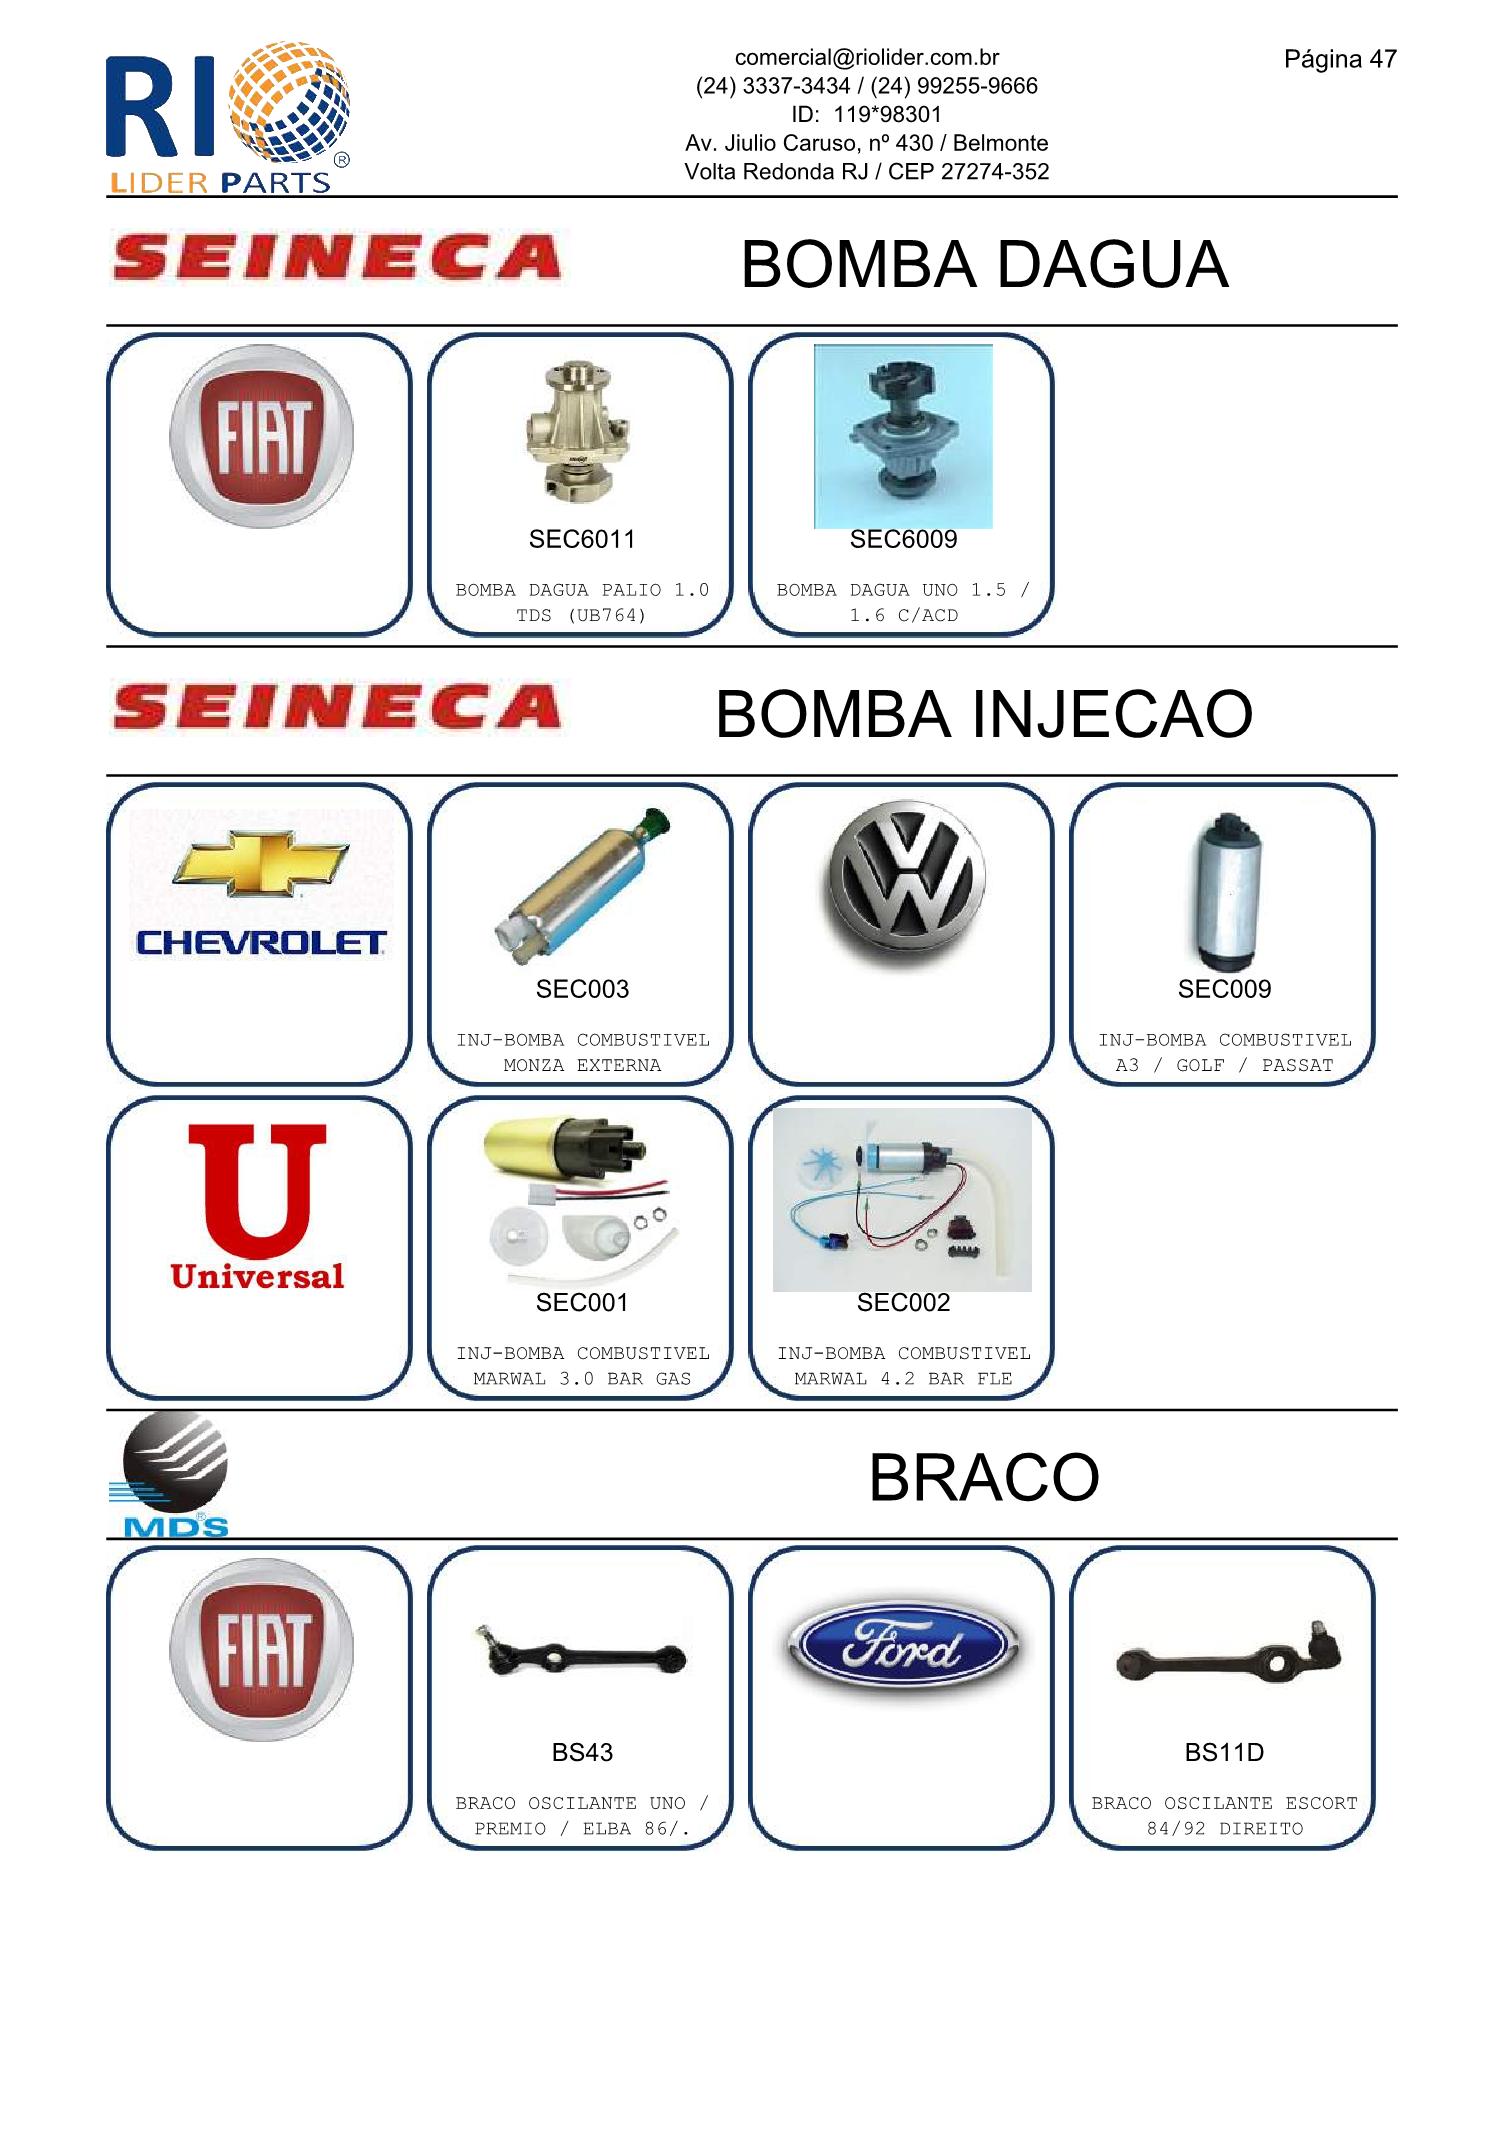 RIO
®
LIDER PARTS
comercial@riolider.com.br
(24) 3337-3434 / (24) 99255-9666
ID: 119*98301
Av. Jiulio Caruso, nº 430 / Belmonte
Volta Redonda RJ / CEP 27274-352
Página 47
SEINECA
BOMBA DAGUA
FIAT
SEC6011
BOMBA DAGUA PALIO 1.0
TDS (UB764)
SEC6009
BOMBA DAGUA UNO 1.5 /
1.6 C/ACD
SEINECA
BOMBA INJECAO
CHEVROLET
SEC003
INJ-BOMBA COMBUSTIVEL
MONZA EXTERNA
VW
SEC009
INJ-BOMBA COMBUSTIVEL
A3 / GOLF / PASSAT
U
Universal
SEC001
INJ-BOMBA COMBUSTIVEL
MARWAL 3.0 BAR GAS
SEC002
INJ-BOMBA COMBUSTIVEL
MARWAL 4.2 BAR FLE
MDS®
BRACO
FIAT
BS43
BRACO OSCILANTE UNO /
PREMIO / ELBA 86/.
Ford
BS11D
BRACO OSCILANTE ESCORT
84/92 DIREITO